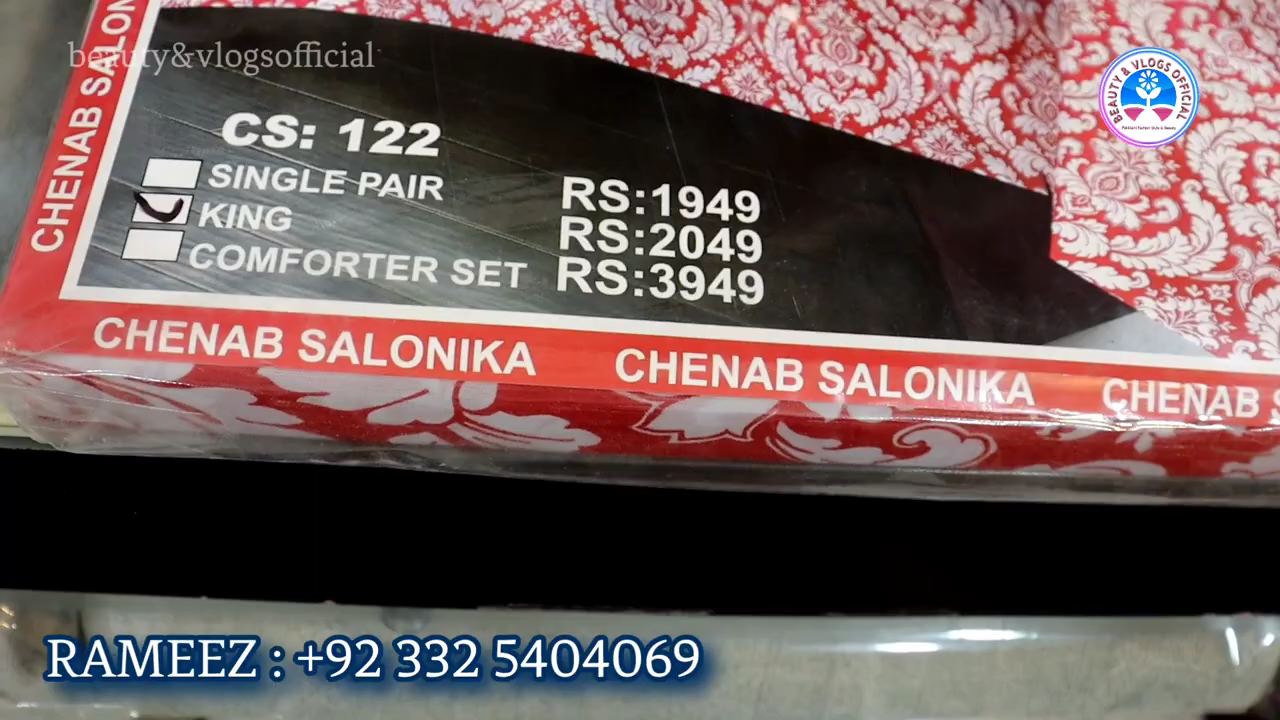 beauty&vlogsofficial
BEAUTY & VLOGS OFFICIAL
CHENAB SALON
CS: 122
SINGLE PAIR RS:1949
KING RS:2049
COMFORTER SET RS:3949
CHENAB SALONIKA CHENAB SALONIKA CHENAB S
RAMEEZ : +92 332 5404069